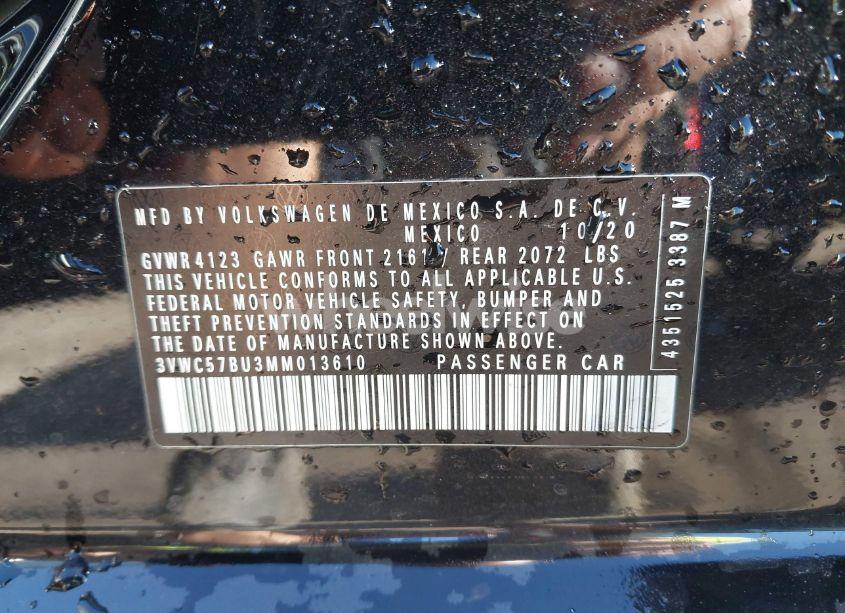 MFD BY VOLKSWAGEN DE MEXICO S.A. DE C.V.
MEXICO 10/20
GVWR 4123 GAWR FRONT 2161 / REAR 2072 LBS
THIS VEHICLE CONFORMS TO ALL APPLICABLE U.S.
FEDERAL MOTOR VEHICLE SAFETY, BUMPER AND
THEFT PREVENTION STANDARDS IN EFFECT ON
THE DATE OF MANUFACTURE SHOWN ABOVE.
3VWC57BU3MM013610 PASSENGER CAR
4351525 3387 M